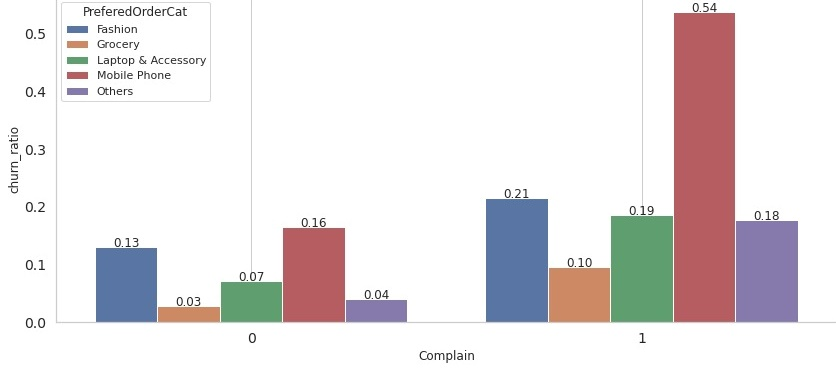 PreferedOrderCat
Fashion
Grocery
Laptop & Accessory
Mobile Phone
Others
churn_ratio
0.5
0.4
0.3
0.2
0.1
0.0
0.13
0.03
0.07
0.16
0.04
0.21
0.10
0.19
0.54
0.18
0
1
Complain